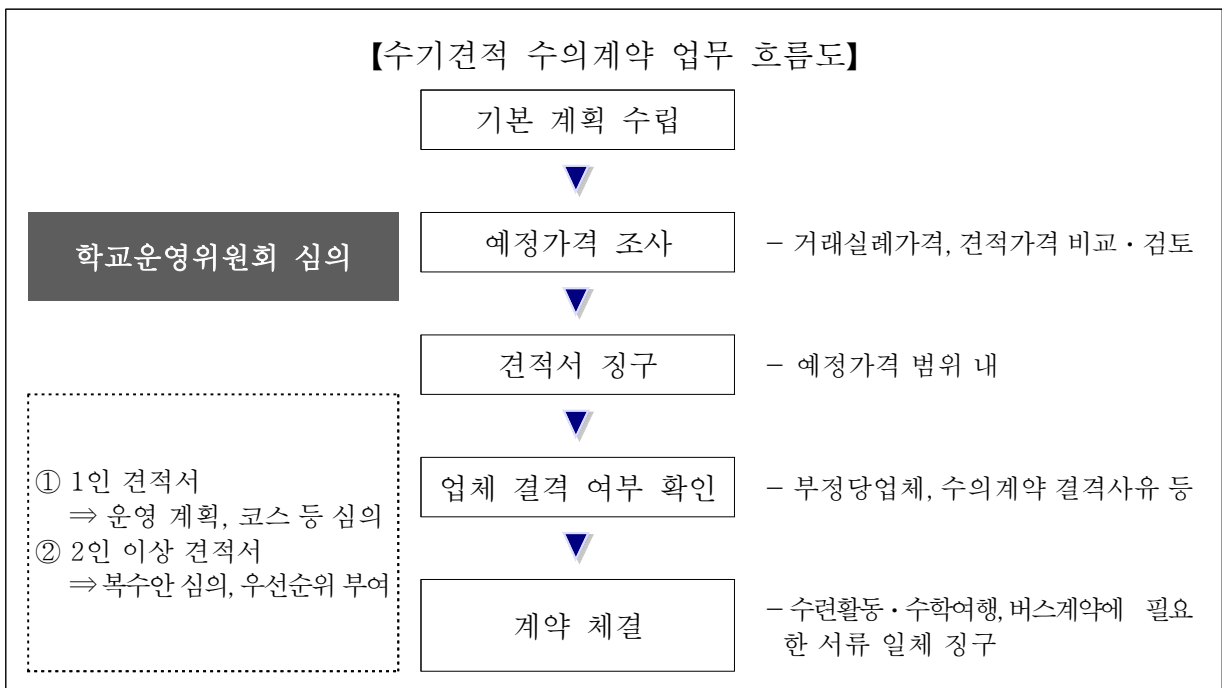 【수기견적 수의계약 업무 흐름도】
기본 계획 수립
▼
학교운영위원회 심의
예정가격 조사
- 거래실례가격, 견적가격 비교・검토
▼
견적서 징구
- 예정가격 범위 내
▼
① 1인 견적서
⇒ 운영 계획, 코스 등 심의
② 2인 이상 견적서
⇒ 복수안 심의, 우선순위 부여
업체 결격 여부 확인
- 부정당업체, 수의계약 결격사유 등
▼
계약 체결
- 수련활동・수학여행, 버스계약에 필요
한 서류 일체 징구